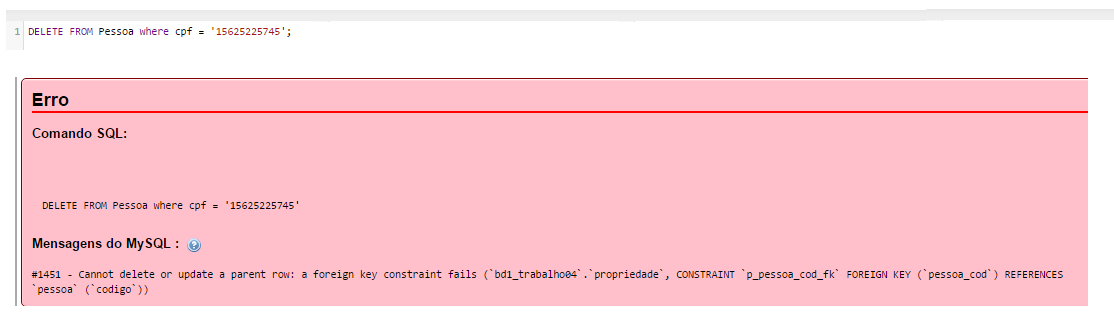 1 DELETE FROM Pessoa where cpf = '15625225745';
Erro
Comando SQL:
DELETE FROM Pessoa where cpf = '15625225745'
Mensagens do MySQL :
#1451 - Cannot delete or update a parent row: a foreign key constraint fails (`bd1_trabalho04`.`propriedade`, CONSTRAINT `p_pessoa_cod_fk` FOREIGN KEY (`pessoa_cod`) REFERENCES
`pessoa` (`codigo`))